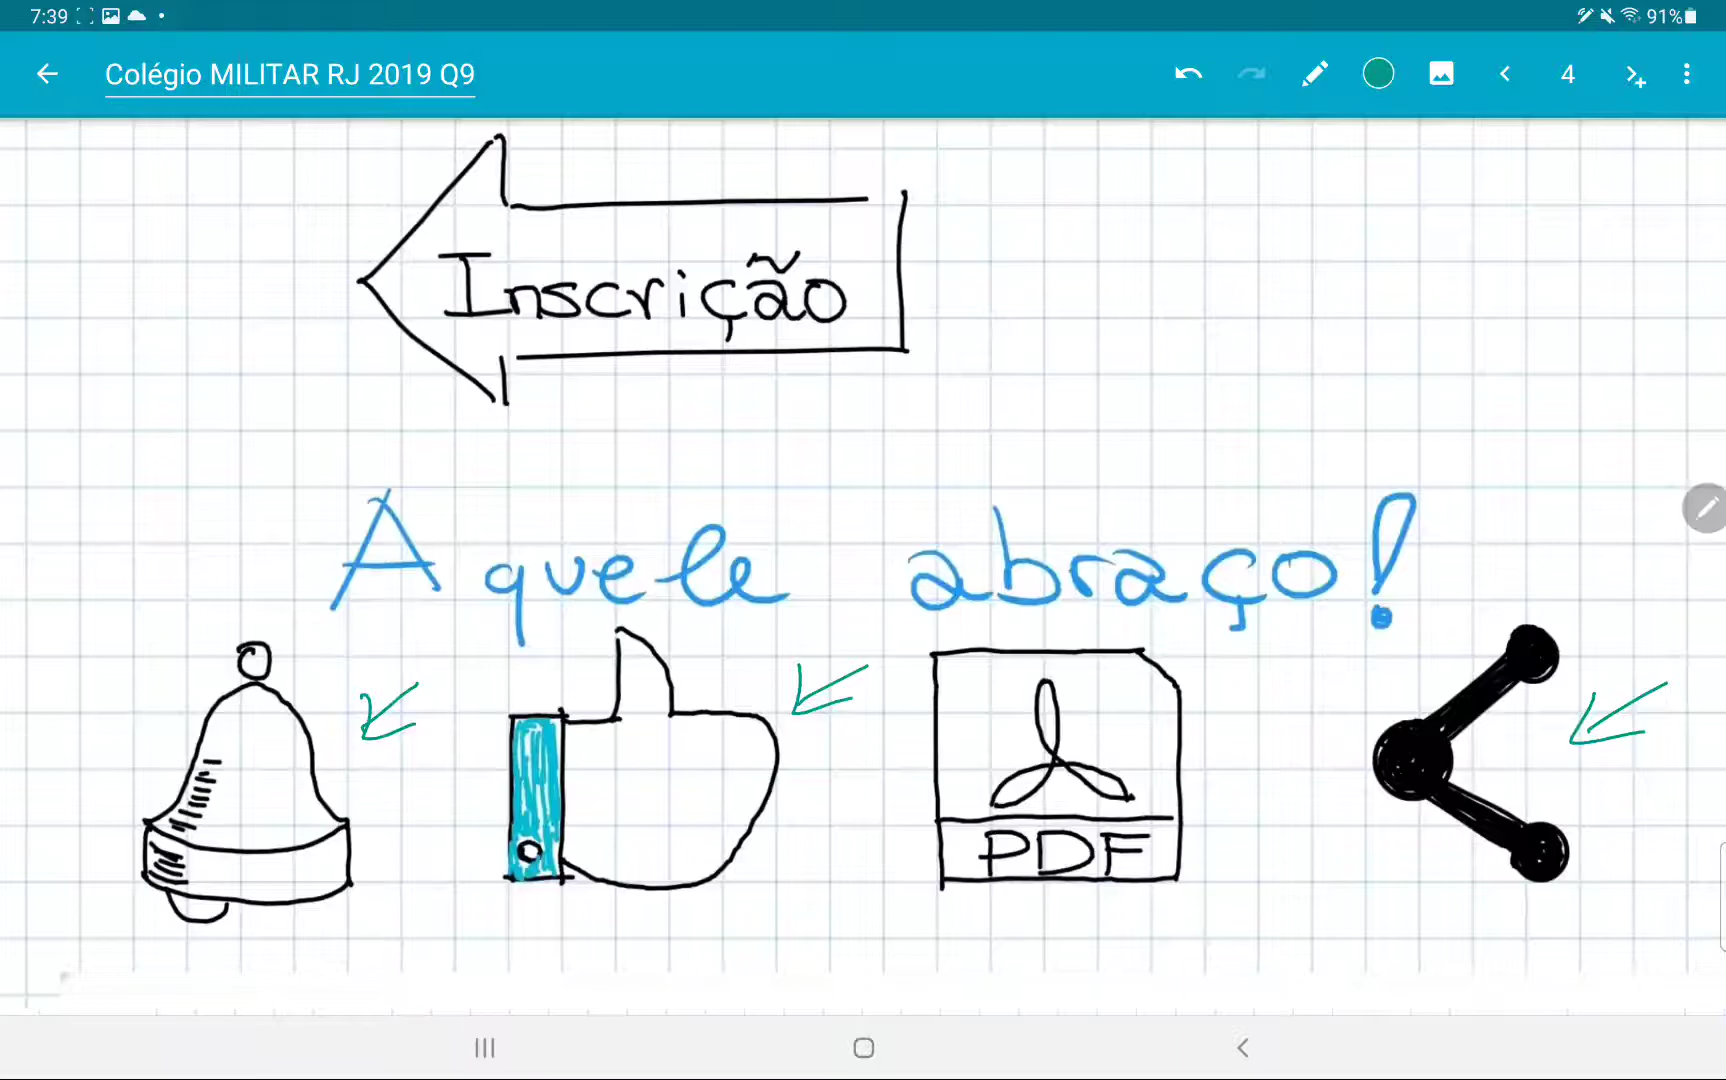 7:39 91%
Colégio MILITAR RJ 2019 Q9 4
Inscrição
Aquele abraço!
PDF